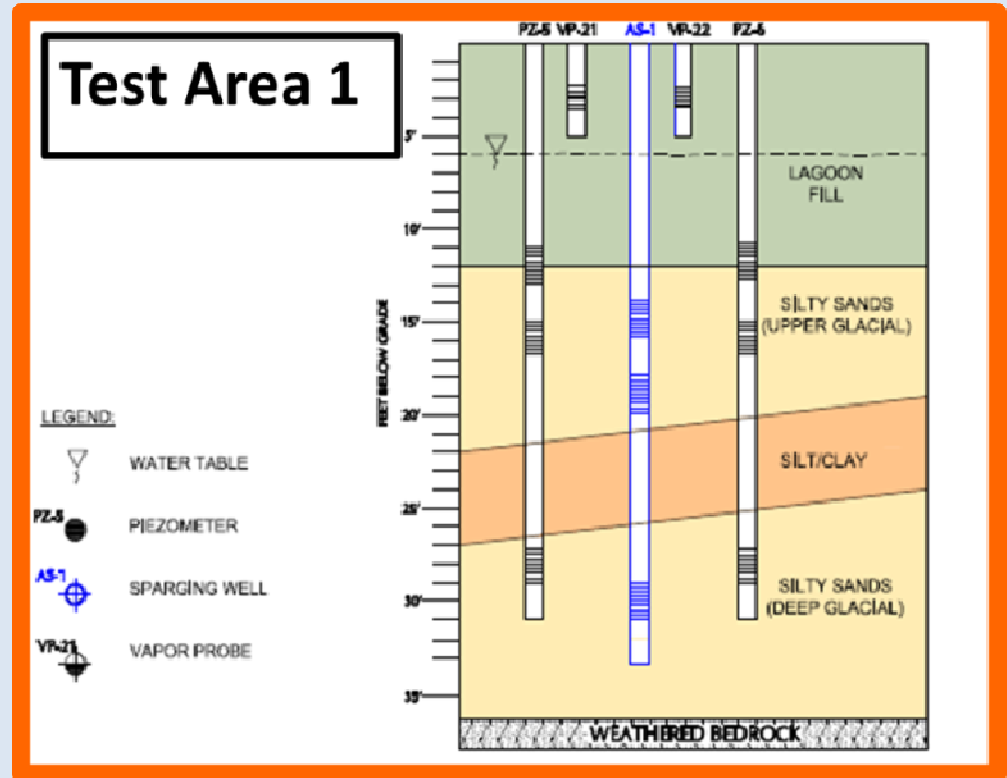 Test Area 1
PZ-5 VP-21 AS-1 VP-22 PZ-6
5'
10'
15'
20'
25'
30'
35'
FEET BELOW GRADE
LAGOON
FILL
SILTY SANDS
(UPPER GLACIAL)
SILT/CLAY
SILTY SANDS
(DEEP GLACIAL)
WEATHERED BEDROCK
LEGEND:
WATER TABLE
PZ-5
PIEZOMETER
AS-1
SPARGING WELL
VP-21
VAPOR PROBE